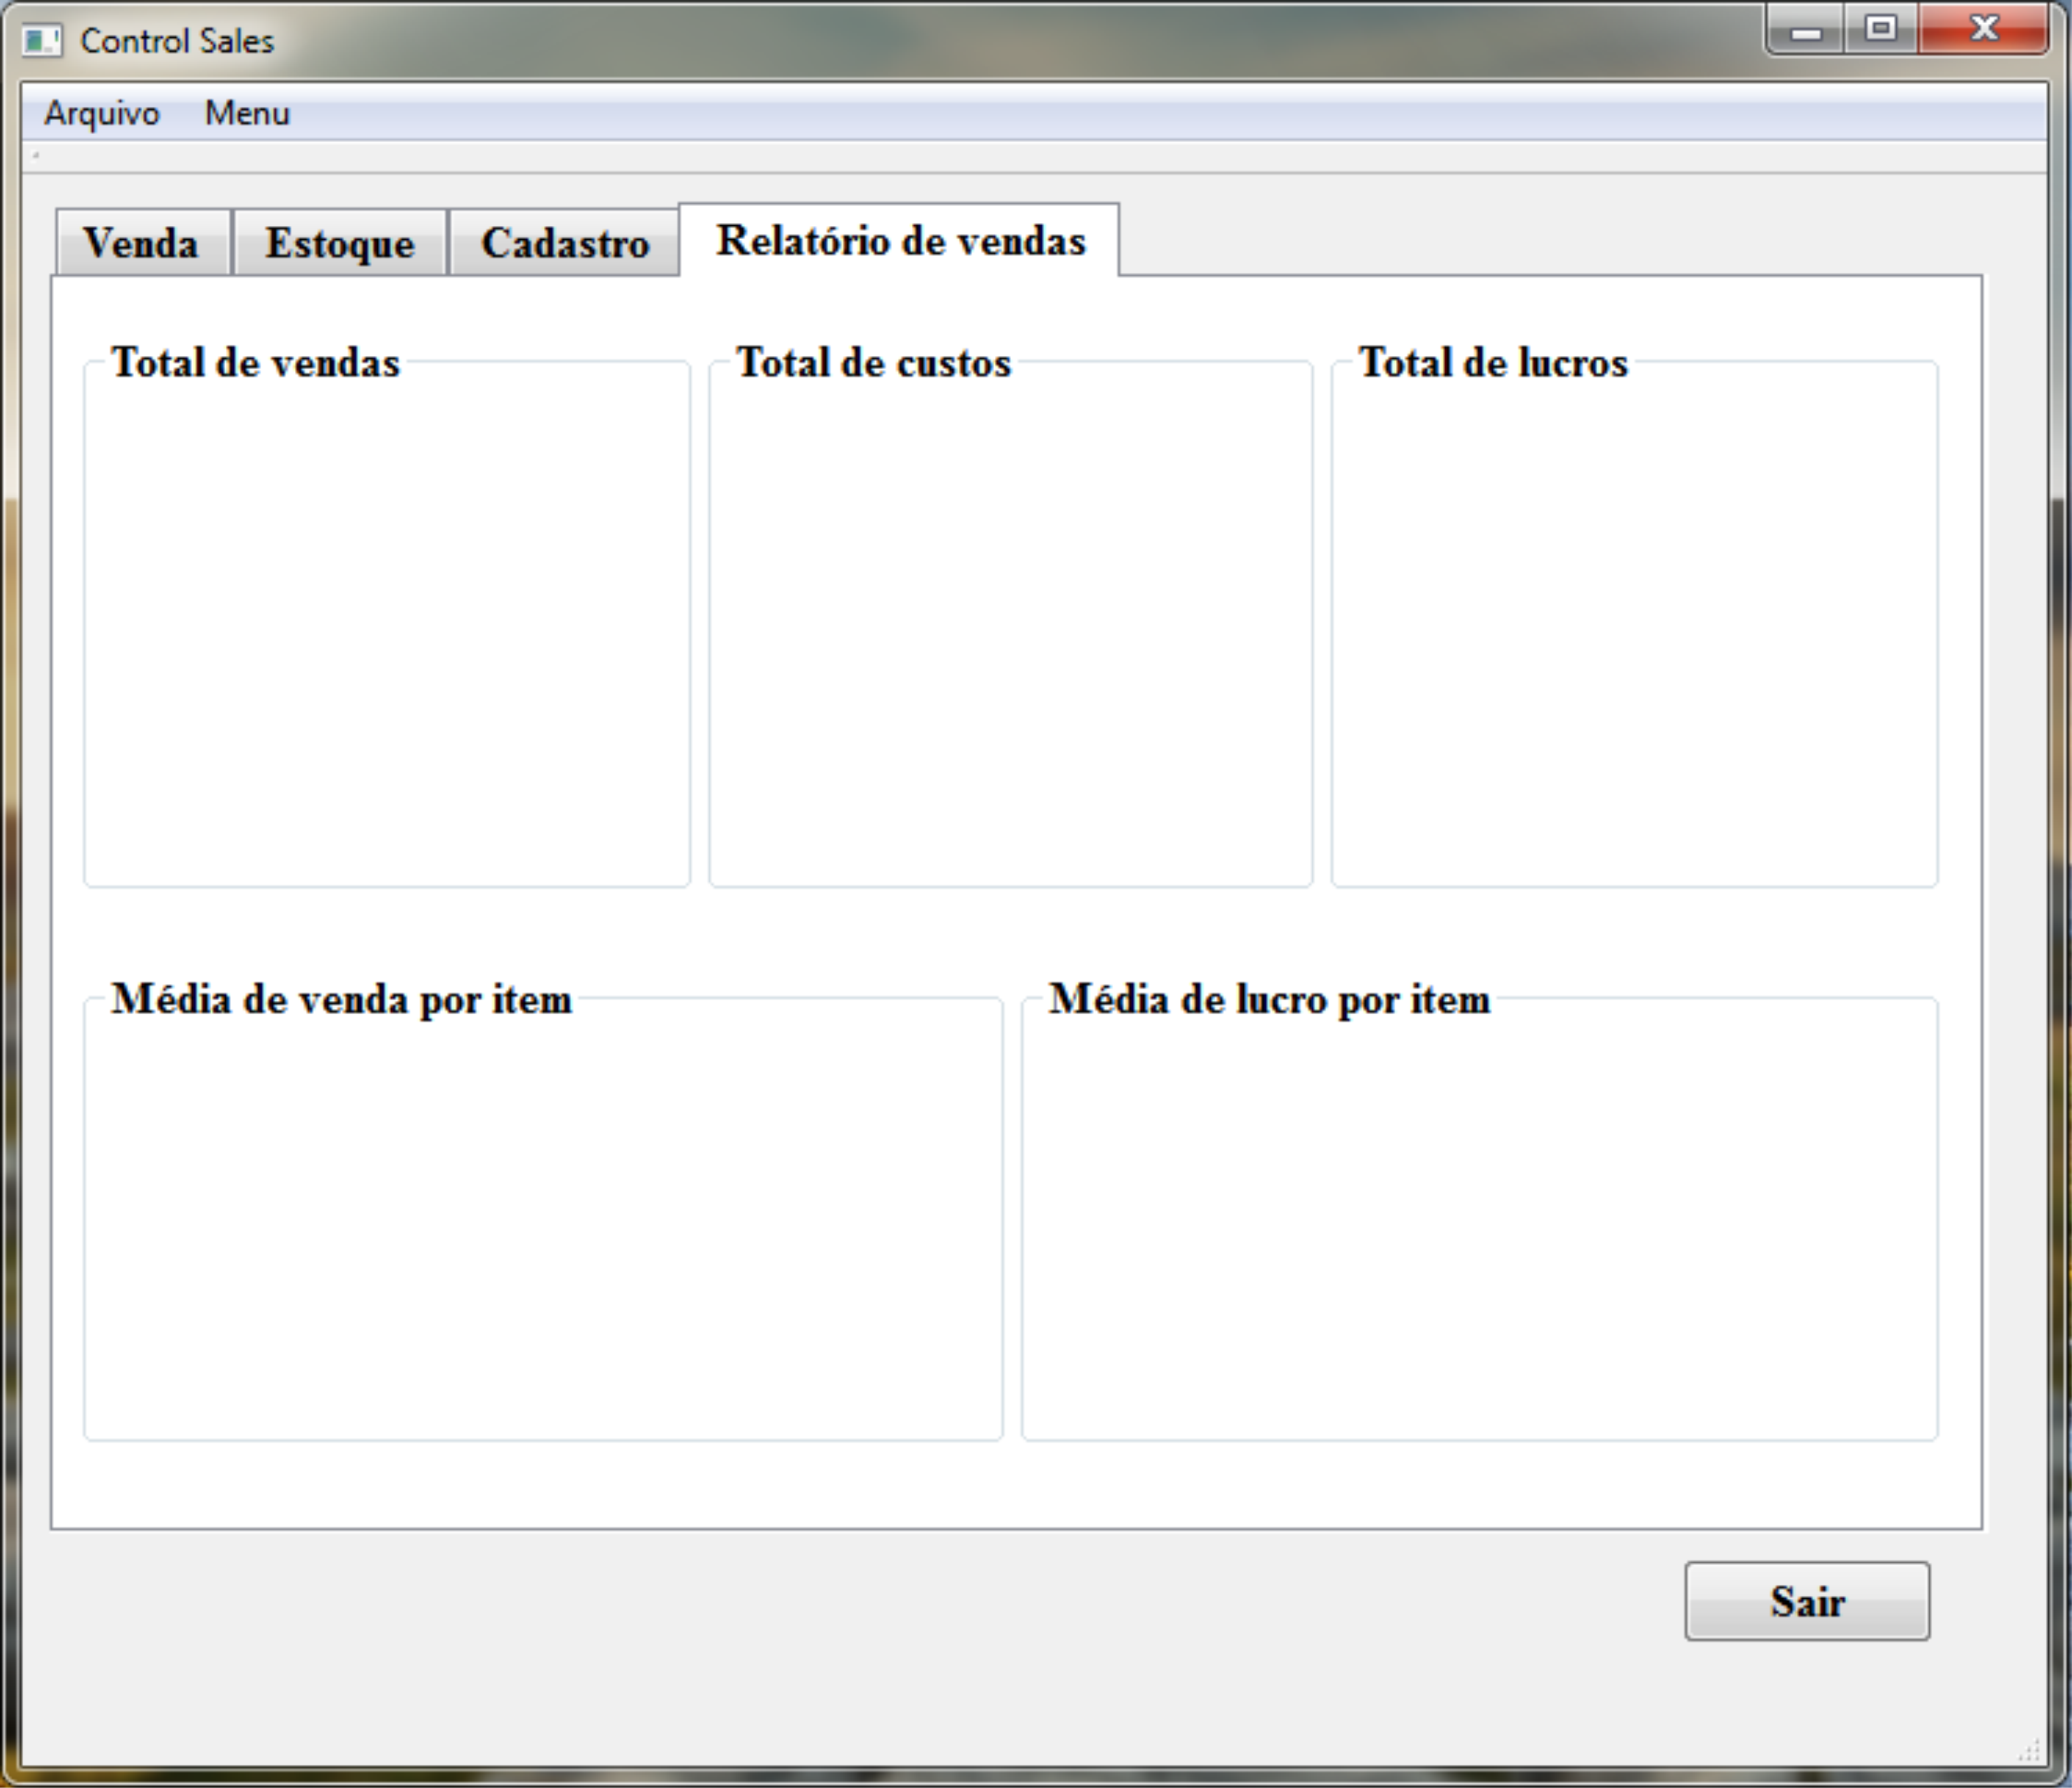 Control Sales
Arquivo Menu
Venda Estoque Cadastro Relatório de vendas
Total de vendas Total de custos Total de lucros
Média de venda por item Média de lucro por item
Sair